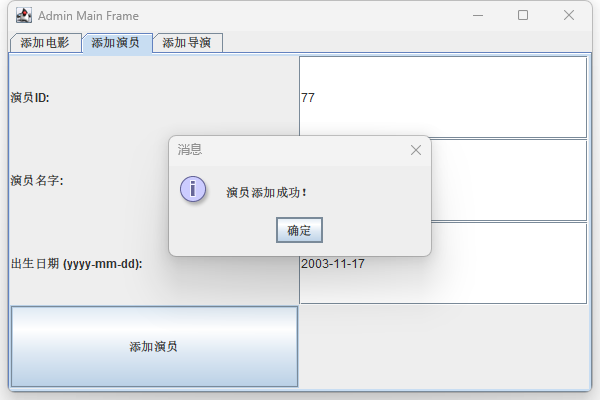 Admin Main Frame
添加电影 添加演员 添加导演
演员ID: 77
消息
演员名字:
演员添加成功！
确定
出生日期 (yyyy-mm-dd): 2003-11-17
添加演员